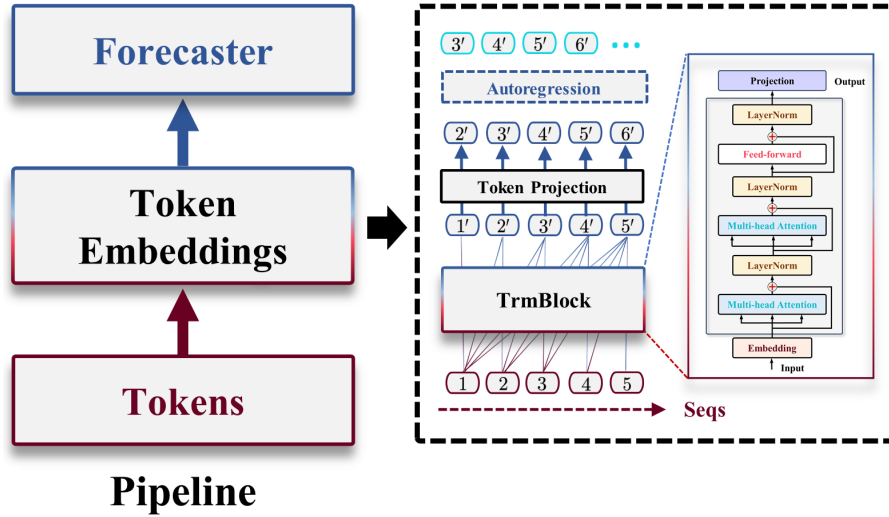 Forecaster
Token
Embeddings
Tokens
Pipeline
3′ 4′ 5′ 6′ ...
Autoregression
2′ 3′ 4′ 5′ 6′
Token Projection
1′ 2′ 3′ 4′ 5′
TrmBlock
1 2 3 4 5
Seqs
Projection Output
LayerNorm
Feed-forward
LayerNorm
Multi-head Attention
LayerNorm
Multi-head Attention
Embedding
Input